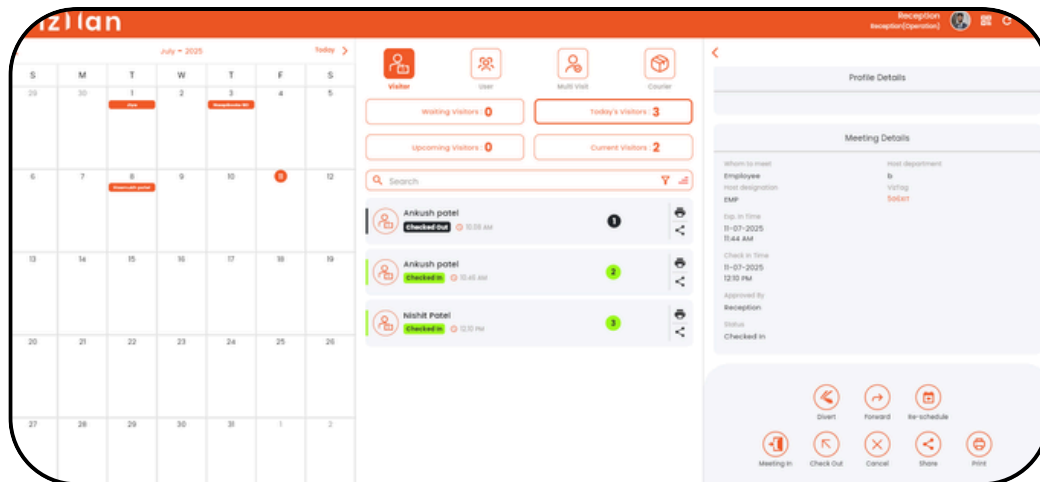 Reception
Reception(Operation)
July - 2025
Today
S M T W T F S
29 30 1 2 3 4 5
6 7 8 9 10 11 12
13 14 15 16 17 18 19
20 21 22 23 24 25 26
27 28 29 30 31 1 2
Visitor
User
Multi Visit
Courier
Waiting Visitors : 0
Today's Visitors : 3
Upcoming Visitors : 0
Current Visitors : 2
Search
Ankush patel
1
Checked Out
10:09 AM
Ankush patel
2
Checked In
10:46 AM
Nishit Patel
3
Checked In
12:10 PM
Profile Details
Meeting Details
Whom to meet
Employee
Host department
b
Host designation
EMP
VizTag
Exp. In Time
11-07-2025
11:44 AM
Check In Time
11-07-2025
12:10 PM
Approved By
Reception
Status
Checked In
Divert
Forward
Re-schedule
Meeting In
Check Out
Cancel
Share
Print